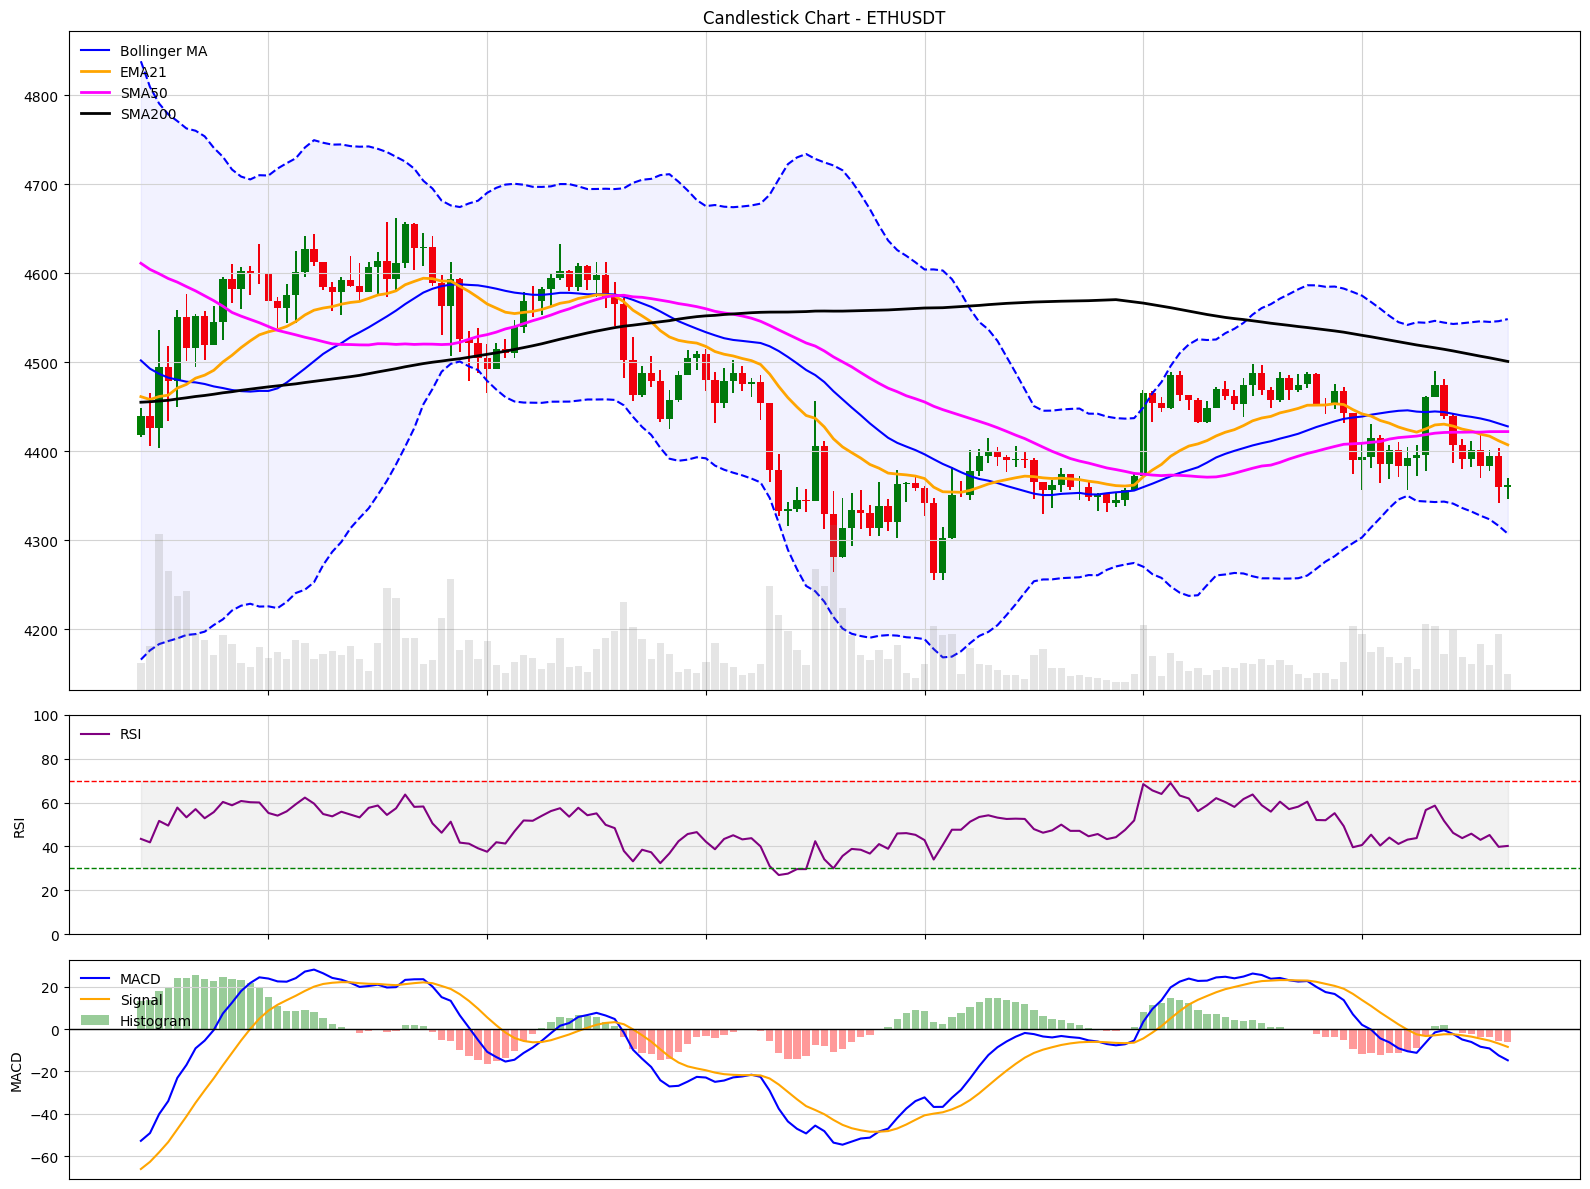 Candlestick Chart - ETHUSDT
Bollinger MA
EMA21
SMA50
SMA200
4800
4700
4600
4500
4400
4300
4200
RSI
RSI
100
80
60
40
20
0
MACD
Signal
Histogram
MACD
20
0
−20
−40
−60